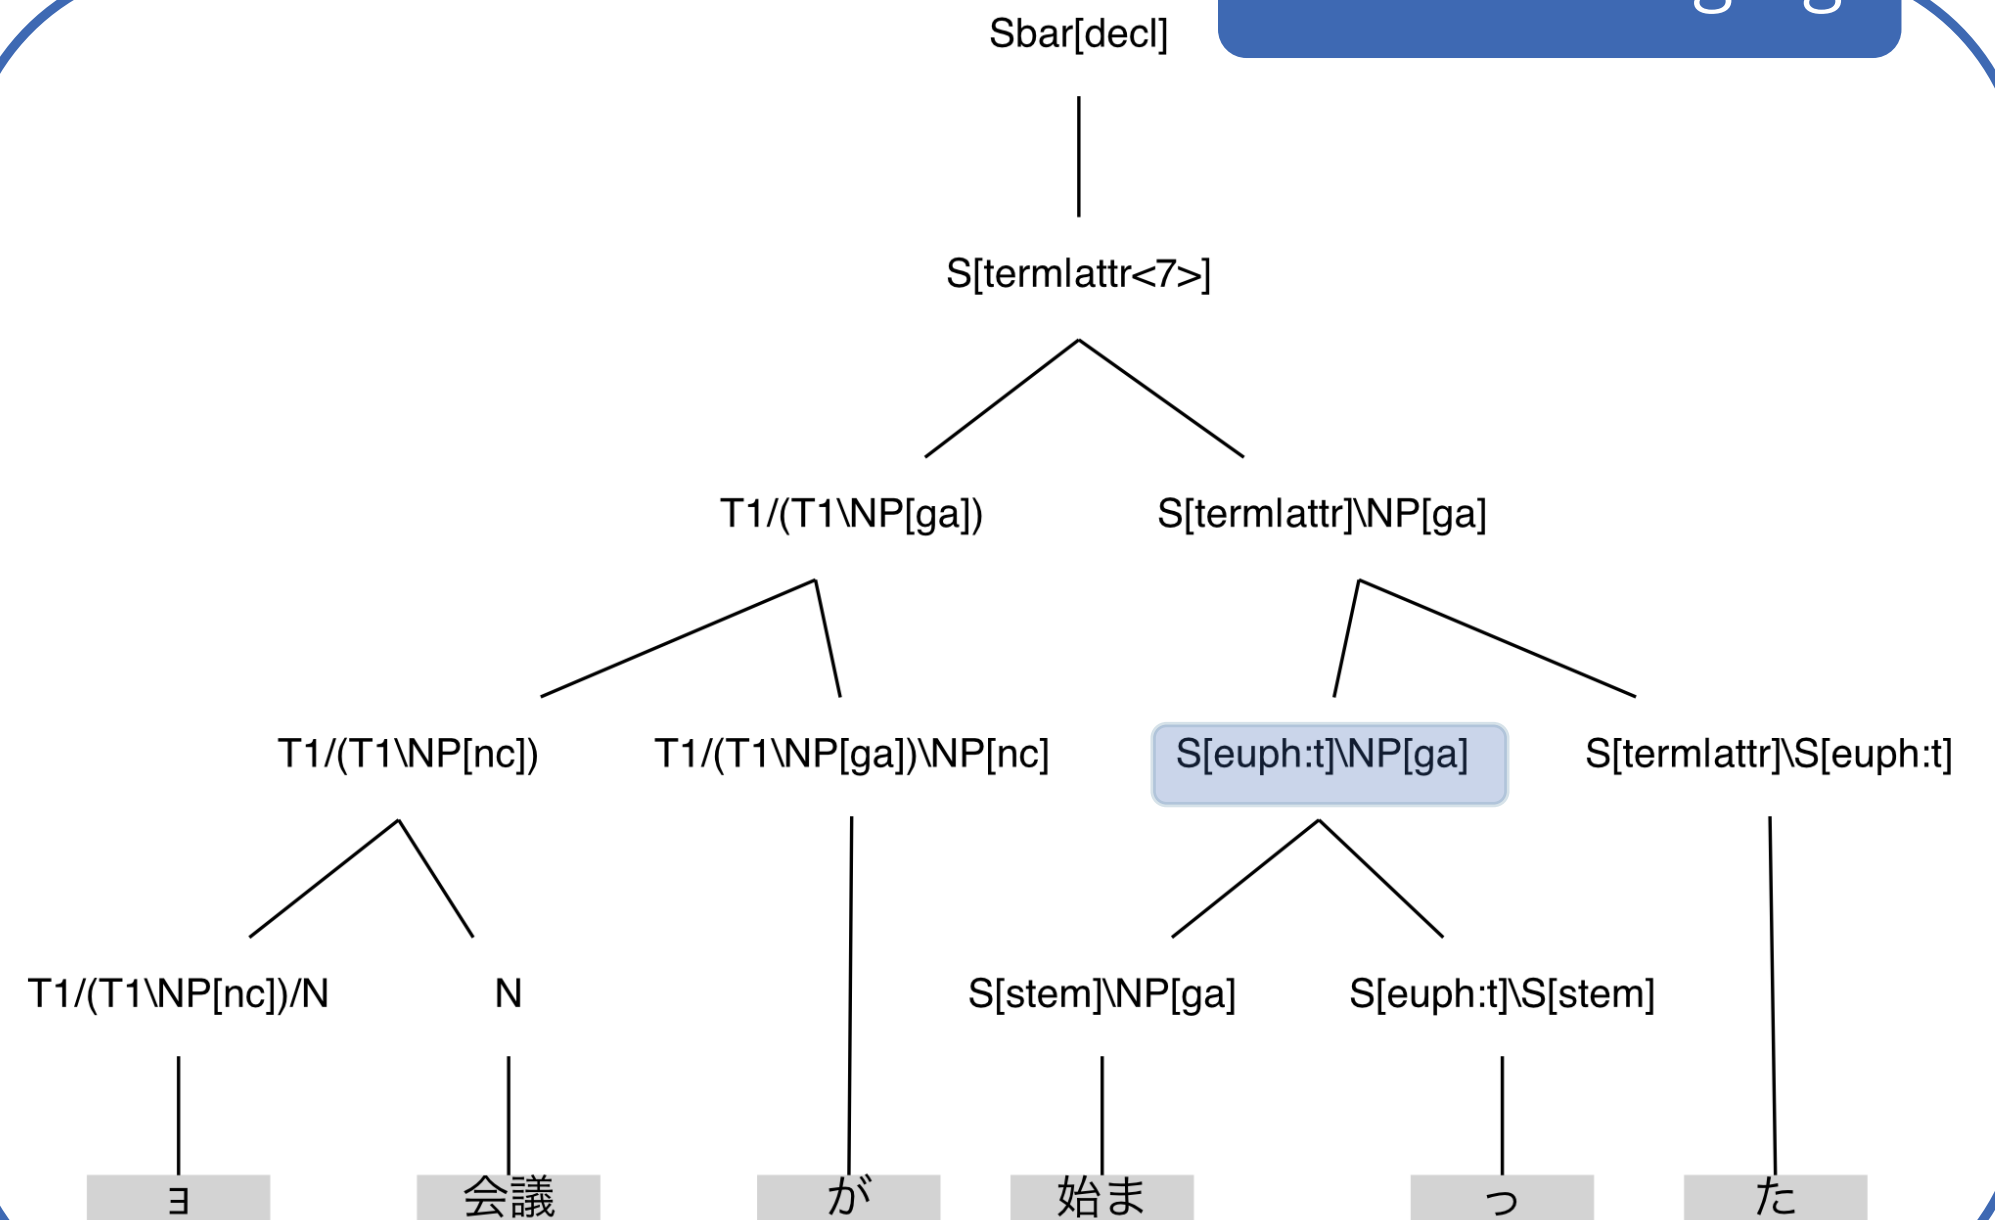 Sbar[decl]
S[term|attr<7>]
T1/(T1\NP[ga]) S[term|attr]\NP[ga]
T1/(T1\NP[nc]) T1/(T1\NP[ga])\NP[nc] S[euph:t]\NP[ga] S[term|attr]\S[euph:t]
T1/(T1\NP[nc])/N N S[stem]\NP[ga] S[euph:t]\S[stem]
∃ 会議 が 始ま っ た